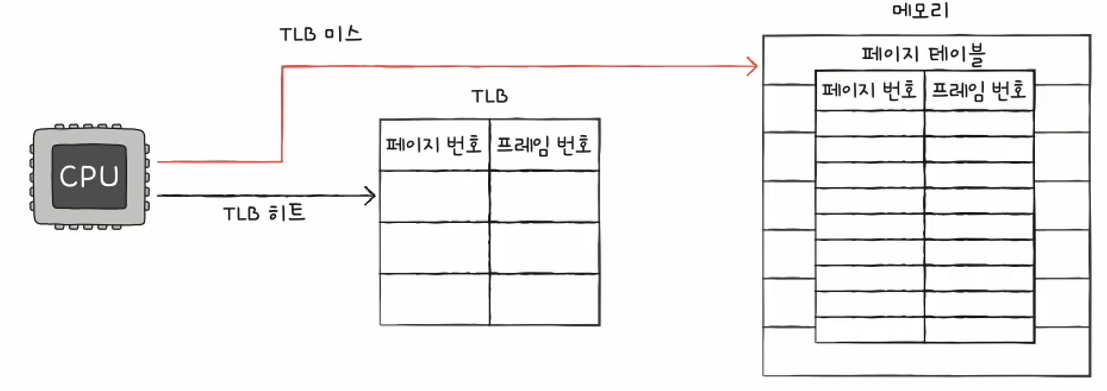 메모리
TLB 미스
페이지 테이블
TLB
페이지 번호 프레임 번호
페이지 번호 프레임 번호
CPU
TLB 히트